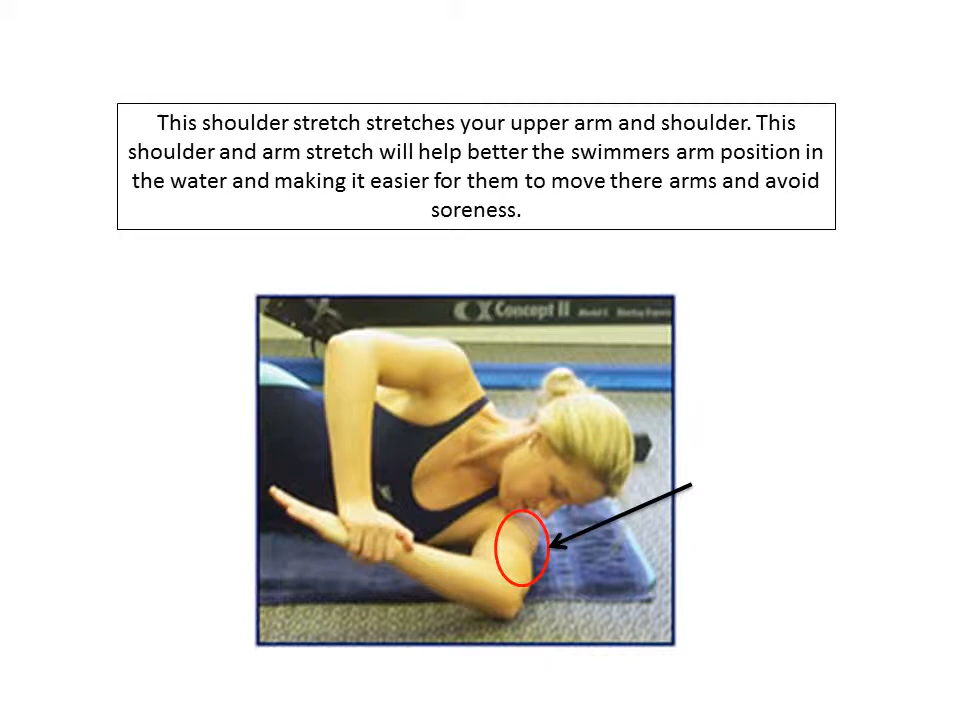 This shoulder stretch stretches your upper arm and shoulder. This
shoulder and arm stretch will help better the swimmers arm position in
the water and making it easier for them to move there arms and avoid
soreness.
Concept II